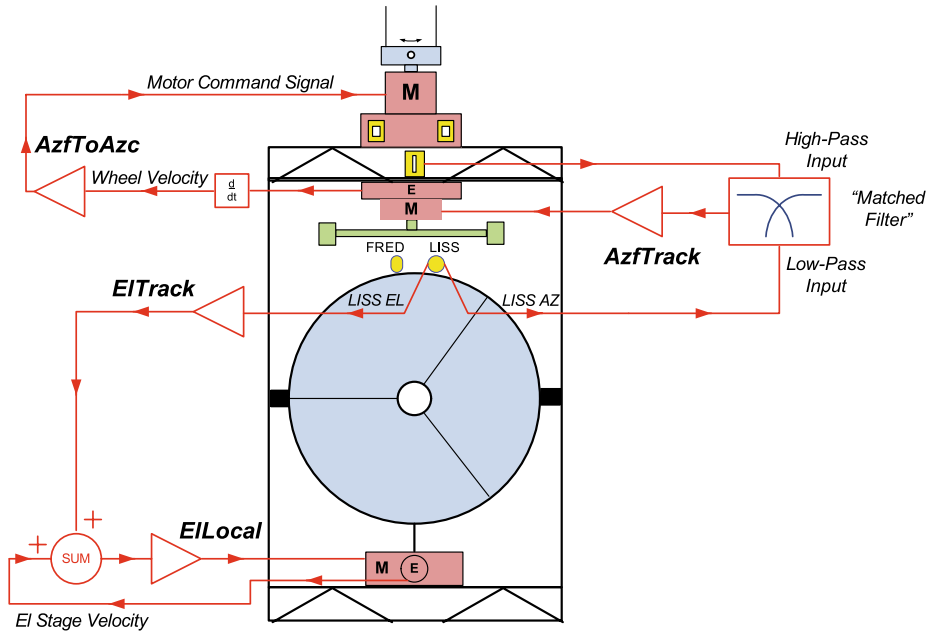 Motor Command Signal
M
AzfToAzc
High-Pass
Input
Wheel Velocity
d
dt
E
M
"Matched
Filter"
AzfTrack
FRED
LISS
Low-Pass
Input
ElTrack
LISS EL
LISS AZ
+
+
SUM
ElLocal
M
E
El Stage Velocity